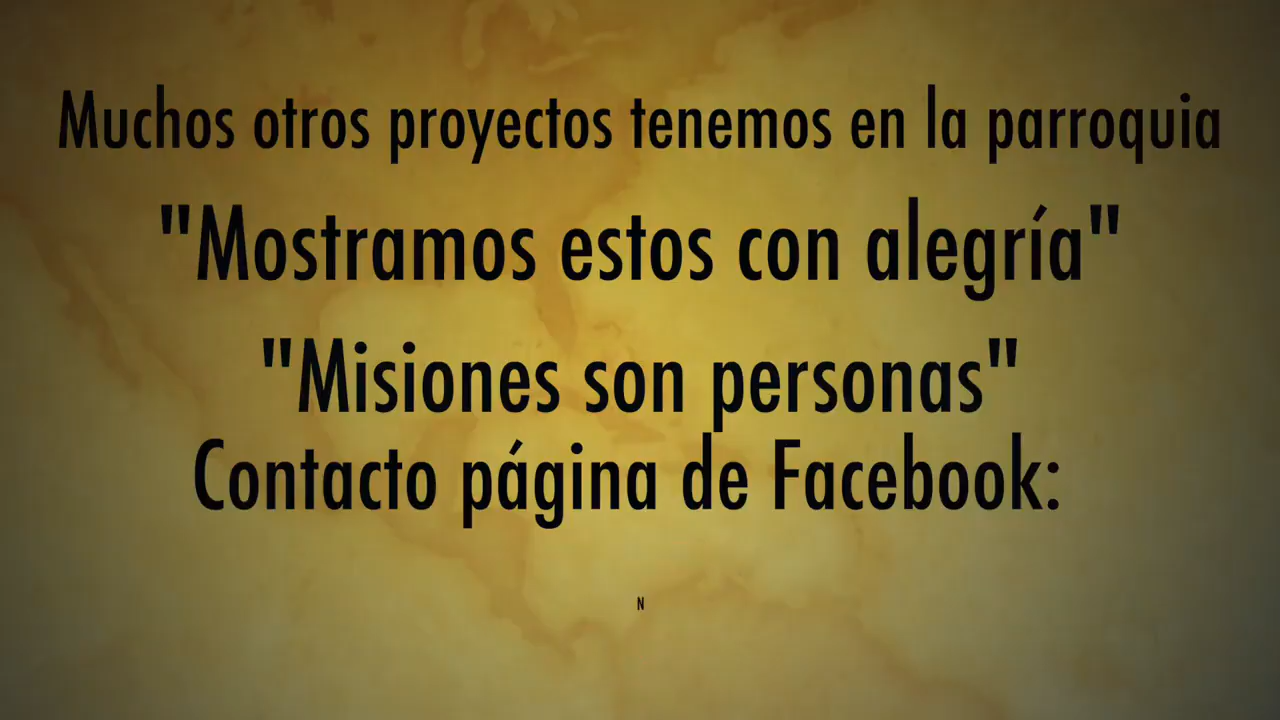 Muchos otros proyectos tenemos en la parroquia
"Mostramos estos con alegría"
"Misiones son personas"
Contacto página de Facebook:
N